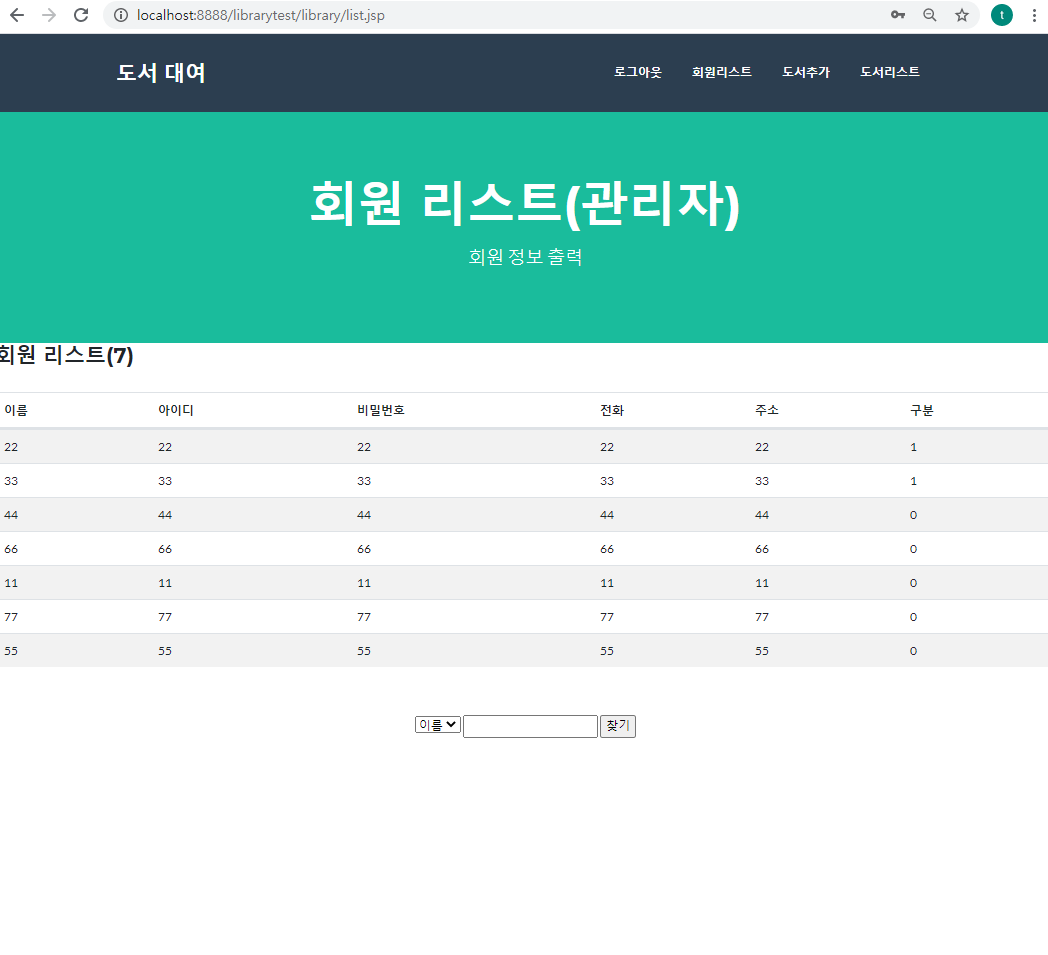 localhost:8888/librarytest/library/list.jsp
t
도서 대여 로그아웃 회원리스트 도서추가 도서리스트
회원 리스트(관리자)
회원 정보 출력
회원 리스트(7)
이름 아이디 비밀번호 전화 주소 구분
22 22 22 22 22 1
33 33 33 33 33 1
44 44 44 44 44 0
66 66 66 66 66 0
11 11 11 11 11 0
77 77 77 77 77 0
55 55 55 55 55 0
이름 찾기